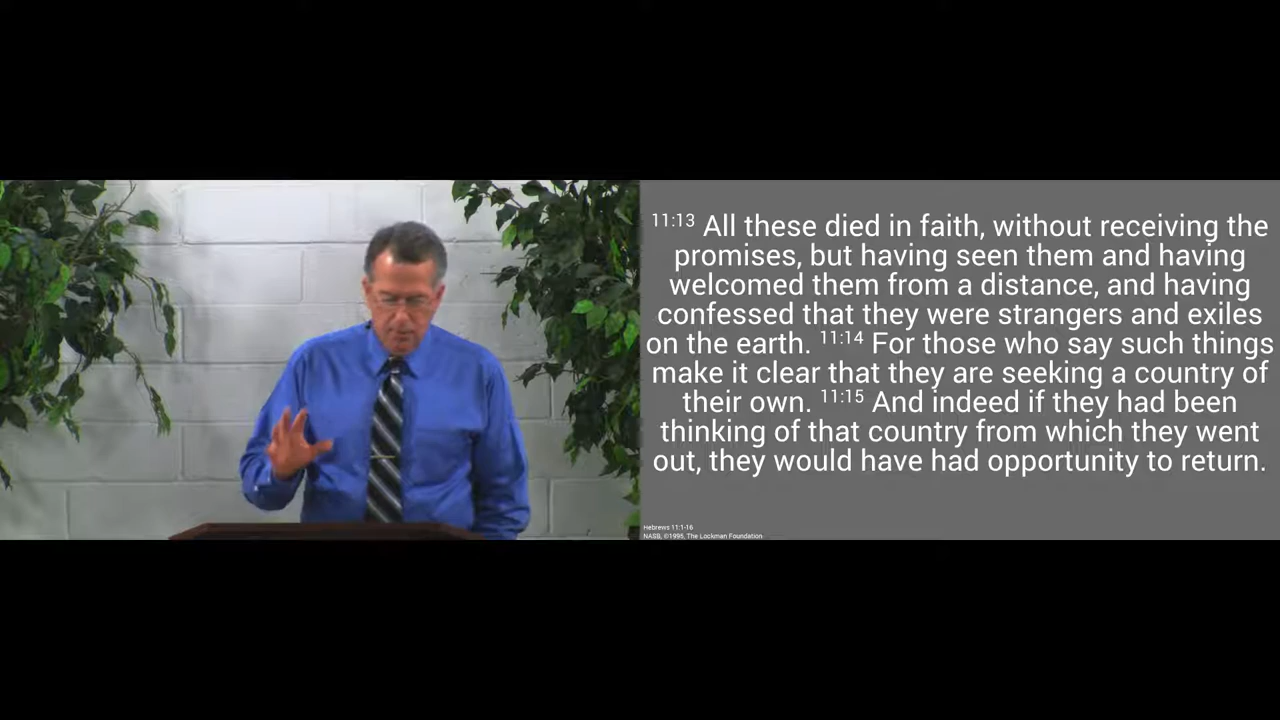 11:13 All these died in faith, without receiving the
promises, but having seen them and having
welcomed them from a distance, and having
confessed that they were strangers and exiles
on the earth. 11:14 For those who say such things
make it clear that they are seeking a country of
their own. 11:15 And indeed if they had been
thinking of that country from which they went
out, they would have had opportunity to return.
Hebrews 11:1-16
NASB, ©1995, The Lockman Foundation